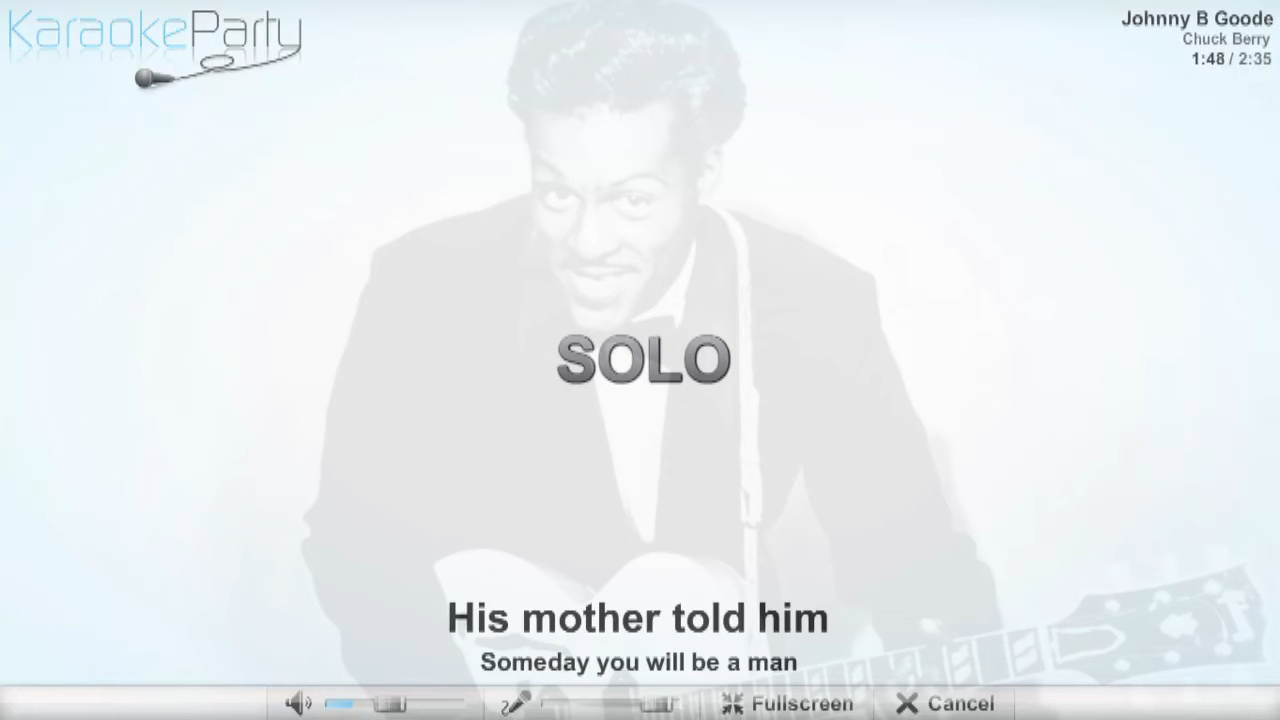 KaraokeParty
Johnny B Goode
Chuck Berry
1:48 / 2:35
SOLO
His mother told him
Someday you will be a man
Fullscreen
Cancel